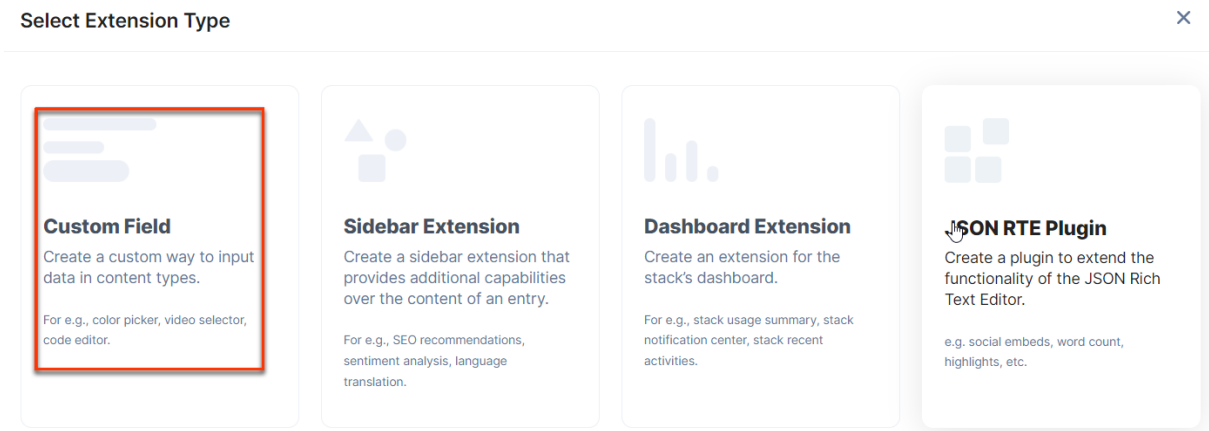 Select Extension Type
Custom Field
Create a custom way to input
data in content types.
For e.g., color picker, video selector,
code editor.
Sidebar Extension
Create a sidebar extension that
provides additional capabilities
over the content of an entry.
For e.g., SEO recommendations,
sentiment analysis, language
translation.
Dashboard Extension
Create an extension for the
stack's dashboard.
For e.g., stack usage summary, stack
notification center, stack recent
activities.
JSON RTE Plugin
Create a plugin to extend the
functionality of the JSON Rich
Text Editor.
e.g. social embeds, word count,
highlights, etc.